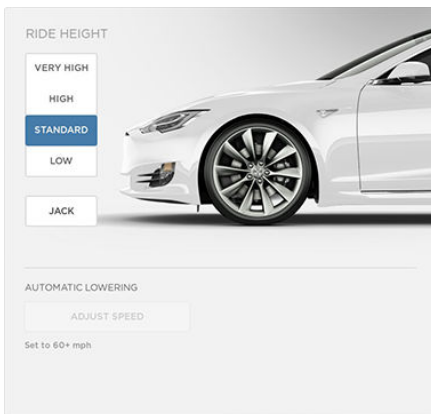 RIDE HEIGHT
VERY HIGH
HIGH
STANDARD
LOW
JACK
AUTOMATIC LOWERING
ADJUST SPEED
Set to 60+ mph